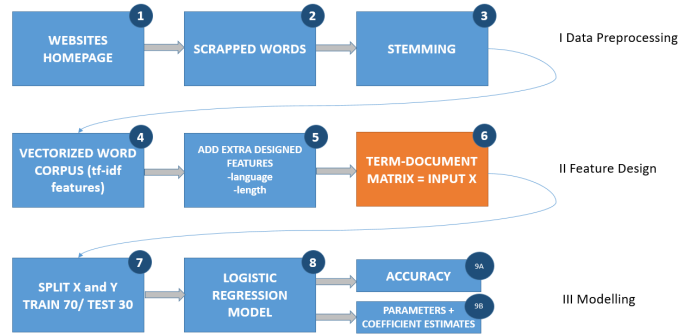 1
WEBSITES
HOMEPAGE
2
SCRAPPED WORDS
3
STEMMING
I Data Preprocessing
4
VECTORIZED WORD
CORPUS (tf-idf
features)
5
ADD EXTRA DESIGNED
FEATURES
-language
-length
6
TERM-DOCUMENT
MATRIX = INPUT X
II Feature Design
7
SPLIT X and Y
TRAIN 70/ TEST 30
8
LOGISTIC
REGRESSION
MODEL
9A
ACCURACY
9B
PARAMETERS +
COEFFICIENT ESTIMATES
III Modelling